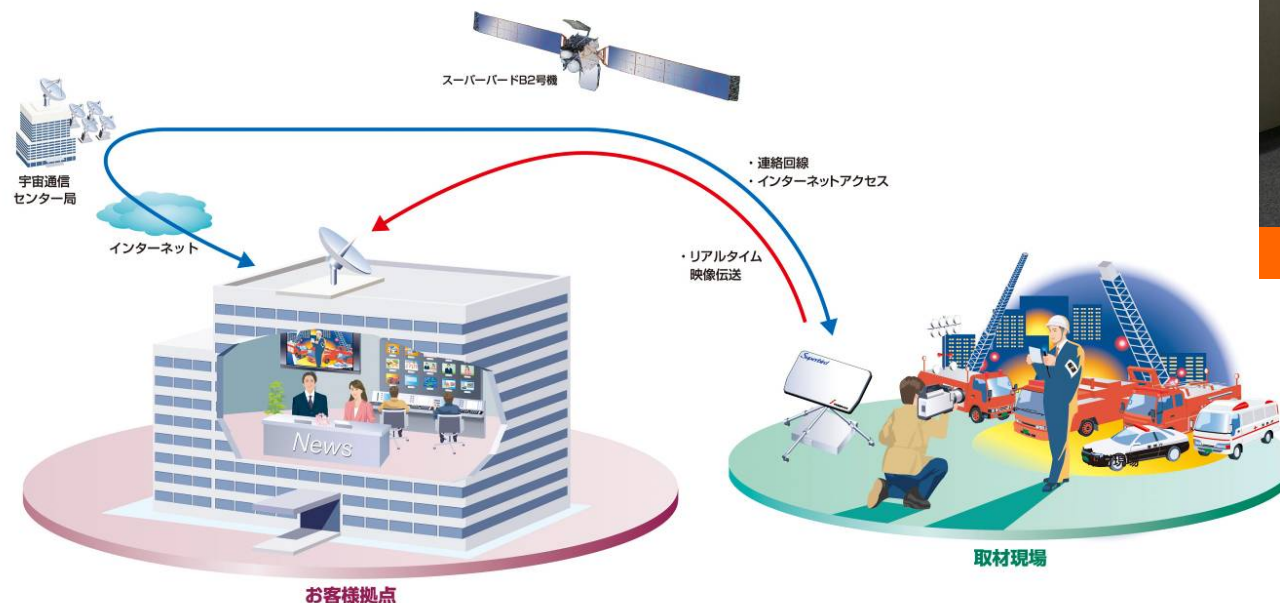 スーパーバードB2号機
宇宙通信
センター局
インターネット
・連絡回線
・インターネットアクセス
・リアルタイム
映像伝送
Superbird
News
お客様拠点
取材現場